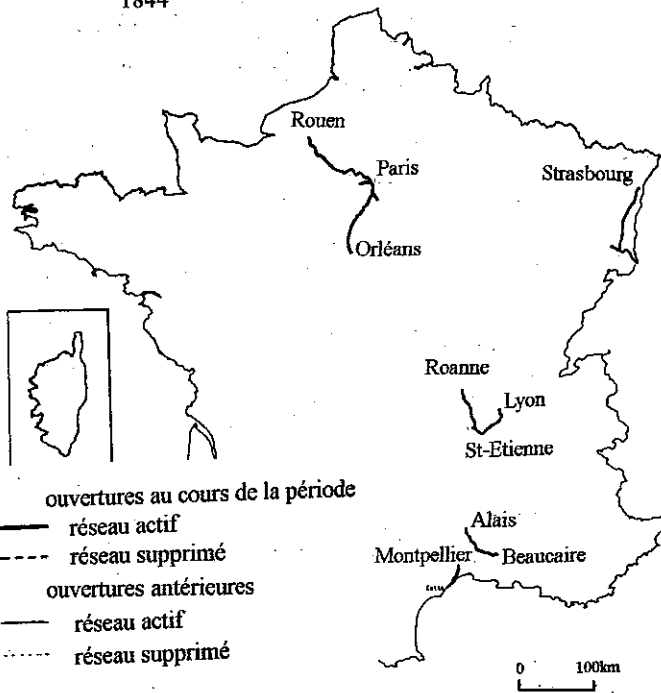 1844
Rouen
Paris
Strasbourg
Orléans
Roanne
Lyon
St-Etienne
ouvertures au cours de la période
réseau actif
réseau supprimé
ouvertures antérieures
réseau actif
réseau supprimé
Alais
Montpellier
Beaucaire
0 100km